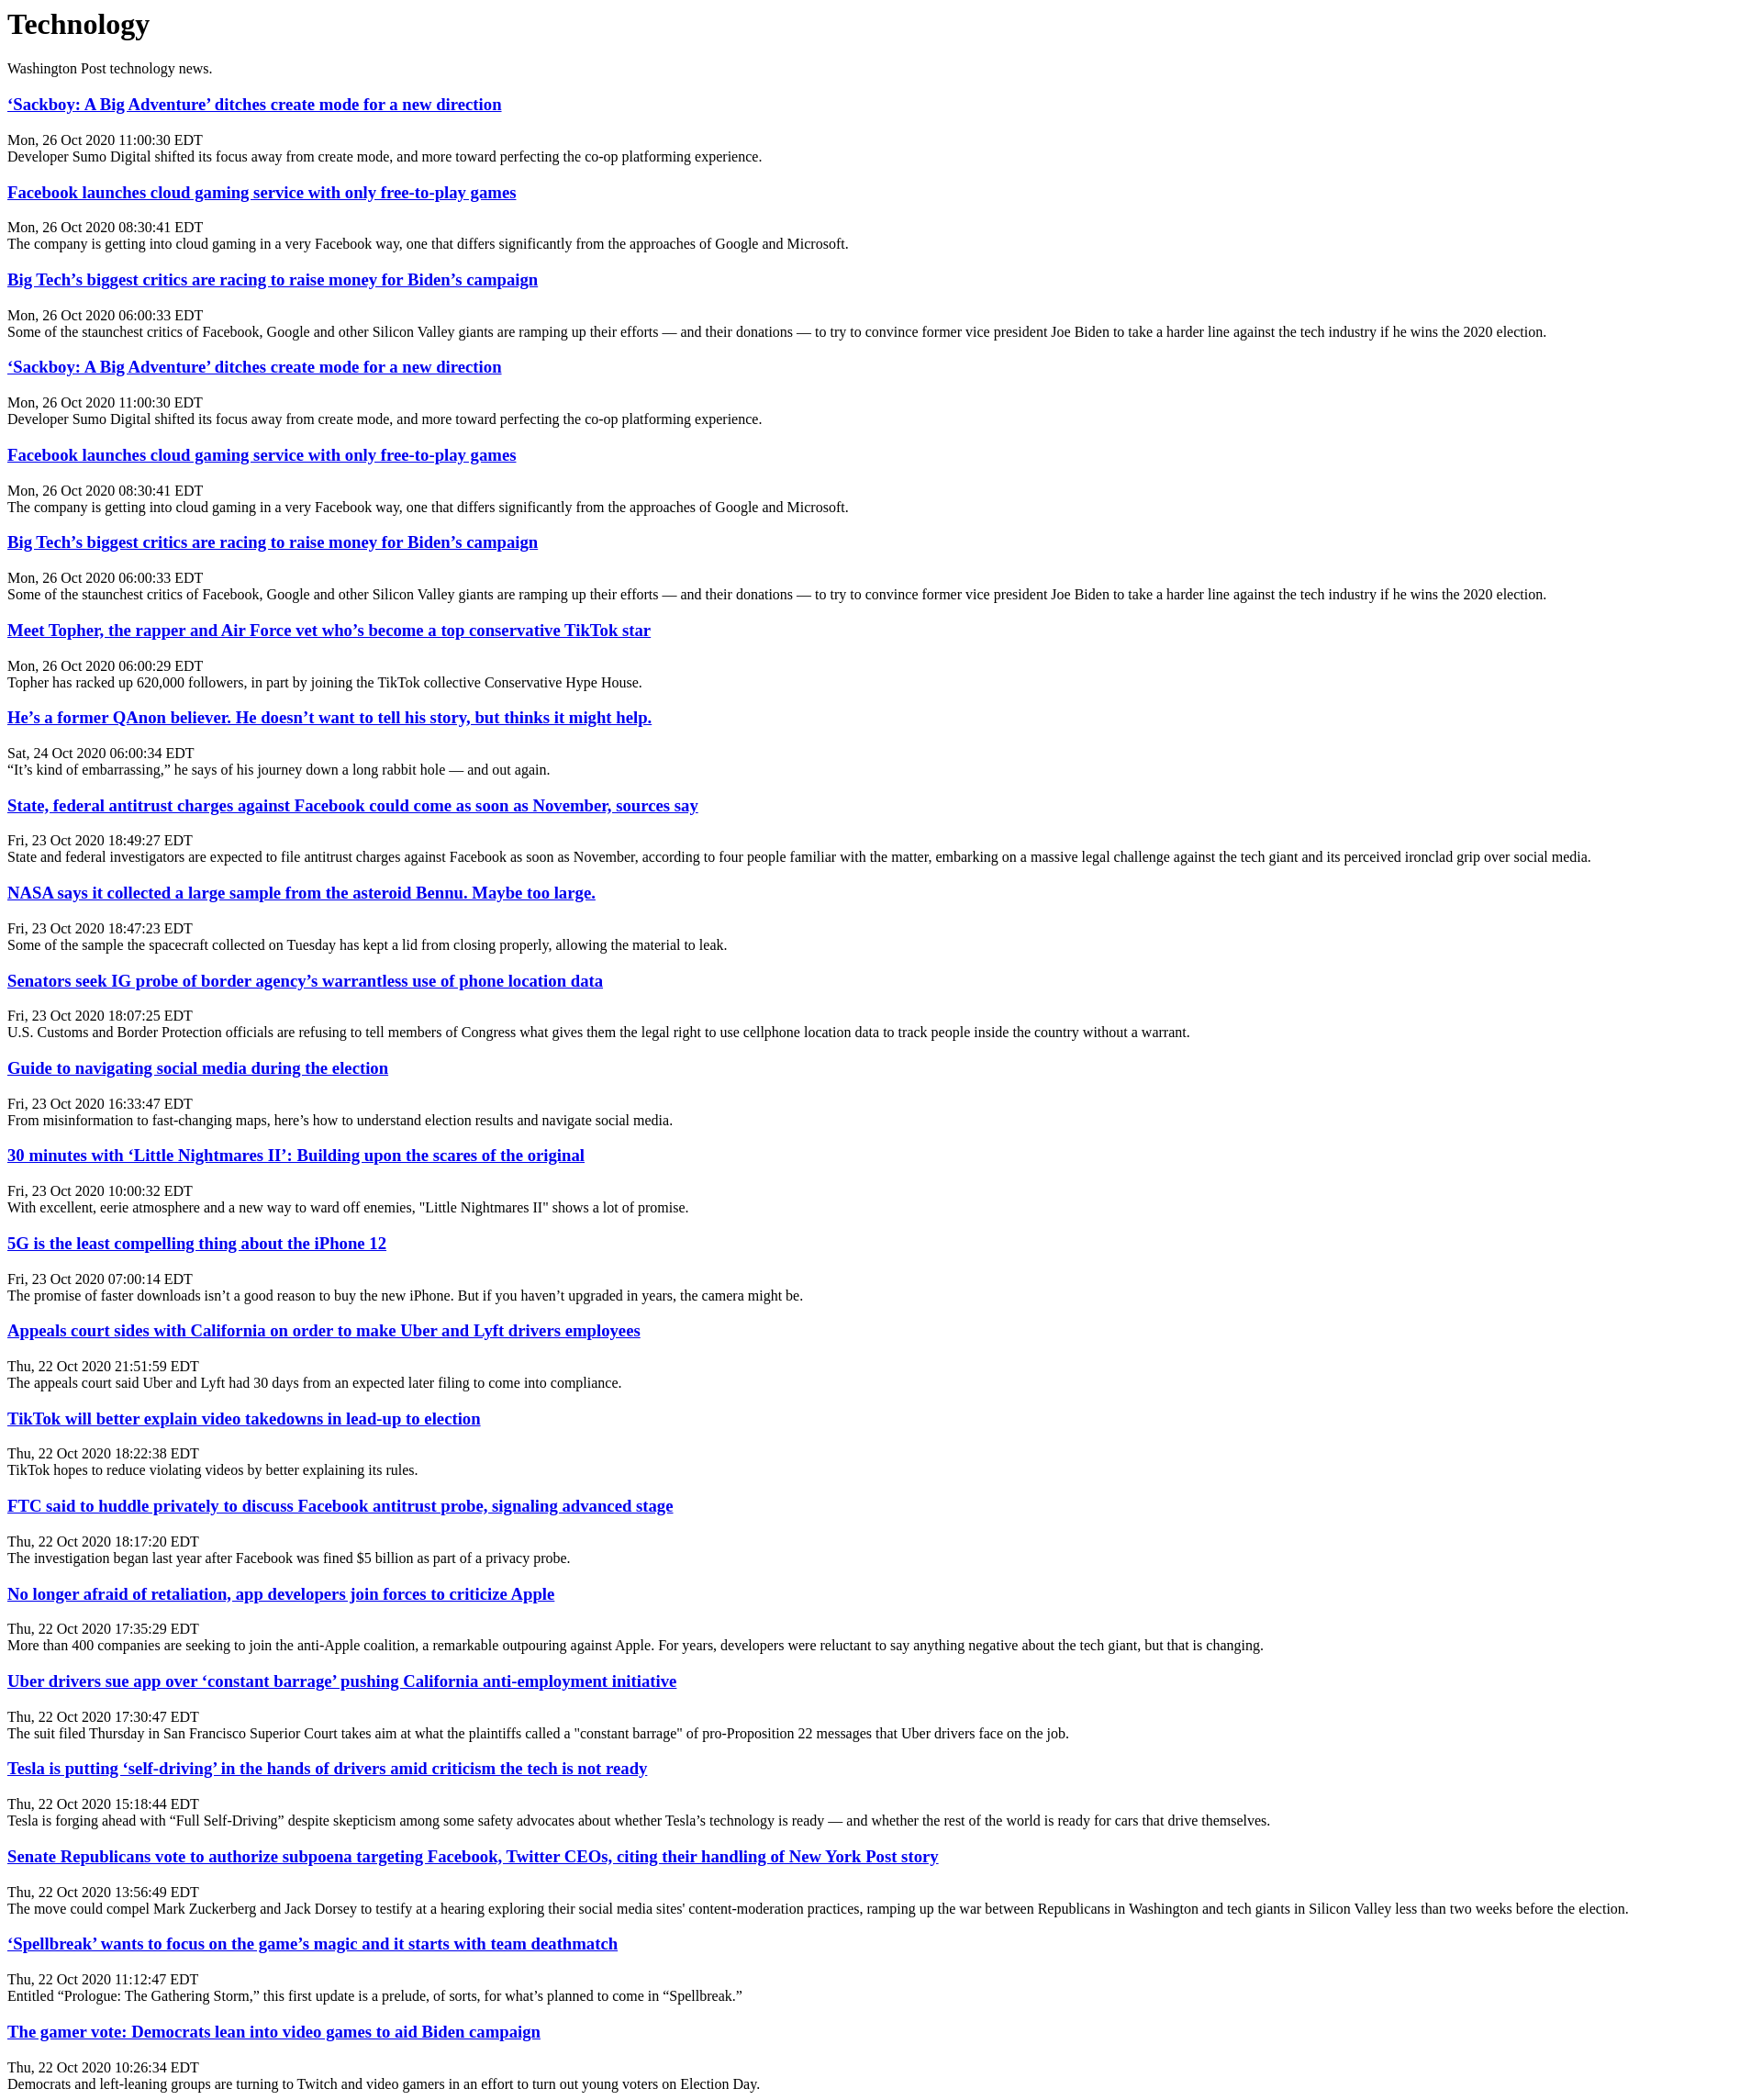 Technology
Washington Post technology news.
‘Sackboy: A Big Adventure’ ditches create mode for a new direction
Mon, 26 Oct 2020 11:00:30 EDT
Developer Sumo Digital shifted its focus away from create mode, and more toward perfecting the co-op platforming experience.
Facebook launches cloud gaming service with only free-to-play games
Mon, 26 Oct 2020 08:30:41 EDT
The company is getting into cloud gaming in a very Facebook way, one that differs significantly from the approaches of Google and Microsoft.
Big Tech’s biggest critics are racing to raise money for Biden’s campaign
Mon, 26 Oct 2020 06:00:33 EDT
Some of the staunchest critics of Facebook, Google and other Silicon Valley giants are ramping up their efforts — and their donations — to try to convince former vice president Joe Biden to take a harder line against the tech industry if he wins the 2020 election.
‘Sackboy: A Big Adventure’ ditches create mode for a new direction
Mon, 26 Oct 2020 11:00:30 EDT
Developer Sumo Digital shifted its focus away from create mode, and more toward perfecting the co-op platforming experience.
Facebook launches cloud gaming service with only free-to-play games
Mon, 26 Oct 2020 08:30:41 EDT
The company is getting into cloud gaming in a very Facebook way, one that differs significantly from the approaches of Google and Microsoft.
Big Tech’s biggest critics are racing to raise money for Biden’s campaign
Mon, 26 Oct 2020 06:00:33 EDT
Some of the staunchest critics of Facebook, Google and other Silicon Valley giants are ramping up their efforts — and their donations — to try to convince former vice president Joe Biden to take a harder line against the tech industry if he wins the 2020 election.
Meet Topher, the rapper and Air Force vet who’s become a top conservative TikTok star
Mon, 26 Oct 2020 06:00:29 EDT
Topher has racked up 620,000 followers, in part by joining the TikTok collective Conservative Hype House.
He’s a former QAnon believer. He doesn’t want to tell his story, but thinks it might help.
Sat, 24 Oct 2020 06:00:34 EDT
“It’s kind of embarrassing,” he says of his journey down a long rabbit hole — and out again.
State, federal antitrust charges against Facebook could come as soon as November, sources say
Fri, 23 Oct 2020 18:49:27 EDT
State and federal investigators are expected to file antitrust charges against Facebook as soon as November, according to four people familiar with the matter, embarking on a massive legal challenge against the tech giant and its perceived ironclad grip over social media.
NASA says it collected a large sample from the asteroid Bennu. Maybe too large.
Fri, 23 Oct 2020 18:47:23 EDT
Some of the sample the spacecraft collected on Tuesday has kept a lid from closing properly, allowing the material to leak.
Senators seek IG probe of border agency’s warrantless use of phone location data
Fri, 23 Oct 2020 18:07:25 EDT
U.S. Customs and Border Protection officials are refusing to tell members of Congress what gives them the legal right to use cellphone location data to track people inside the country without a warrant.
Guide to navigating social media during the election
Fri, 23 Oct 2020 16:33:47 EDT
From misinformation to fast-changing maps, here’s how to understand election results and navigate social media.
30 minutes with ‘Little Nightmares II’: Building upon the scares of the original
Fri, 23 Oct 2020 10:00:32 EDT
With excellent, eerie atmosphere and a new way to ward off enemies, "Little Nightmares II" shows a lot of promise.
5G is the least compelling thing about the iPhone 12
Fri, 23 Oct 2020 07:00:14 EDT
The promise of faster downloads isn’t a good reason to buy the new iPhone. But if you haven’t upgraded in years, the camera might be.
Appeals court sides with California on order to make Uber and Lyft drivers employees
Thu, 22 Oct 2020 21:51:59 EDT
The appeals court said Uber and Lyft had 30 days from an expected later filing to come into compliance.
TikTok will better explain video takedowns in lead-up to election
Thu, 22 Oct 2020 18:22:38 EDT
TikTok hopes to reduce violating videos by better explaining its rules.
FTC said to huddle privately to discuss Facebook antitrust probe, signaling advanced stage
Thu, 22 Oct 2020 18:17:20 EDT
The investigation began last year after Facebook was fined $5 billion as part of a privacy probe.
No longer afraid of retaliation, app developers join forces to criticize Apple
Thu, 22 Oct 2020 17:35:29 EDT
More than 400 companies are seeking to join the anti-Apple coalition, a remarkable outpouring against Apple. For years, developers were reluctant to say anything negative about the tech giant, but that is changing.
Uber drivers sue app over ‘constant barrage’ pushing California anti-employment initiative
Thu, 22 Oct 2020 17:30:47 EDT
The suit filed Thursday in San Francisco Superior Court takes aim at what the plaintiffs called a "constant barrage" of pro-Proposition 22 messages that Uber drivers face on the job.
Tesla is putting ‘self-driving’ in the hands of drivers amid criticism the tech is not ready
Thu, 22 Oct 2020 15:18:44 EDT
Tesla is forging ahead with “Full Self-Driving” despite skepticism among some safety advocates about whether Tesla’s technology is ready — and whether the rest of the world is ready for cars that drive themselves.
Senate Republicans vote to authorize subpoena targeting Facebook, Twitter CEOs, citing their handling of New York Post story
Thu, 22 Oct 2020 13:56:49 EDT
The move could compel Mark Zuckerberg and Jack Dorsey to testify at a hearing exploring their social media sites' content-moderation practices, ramping up the war between Republicans in Washington and tech giants in Silicon Valley less than two weeks before the election.
‘Spellbreak’ wants to focus on the game’s magic and it starts with team deathmatch
Thu, 22 Oct 2020 11:12:47 EDT
Entitled “Prologue: The Gathering Storm,” this first update is a prelude, of sorts, for what’s planned to come in “Spellbreak.”
The gamer vote: Democrats lean into video games to aid Biden campaign
Thu, 22 Oct 2020 10:26:34 EDT
Democrats and left-leaning groups are turning to Twitch and video gamers in an effort to turn out young voters on Election Day.